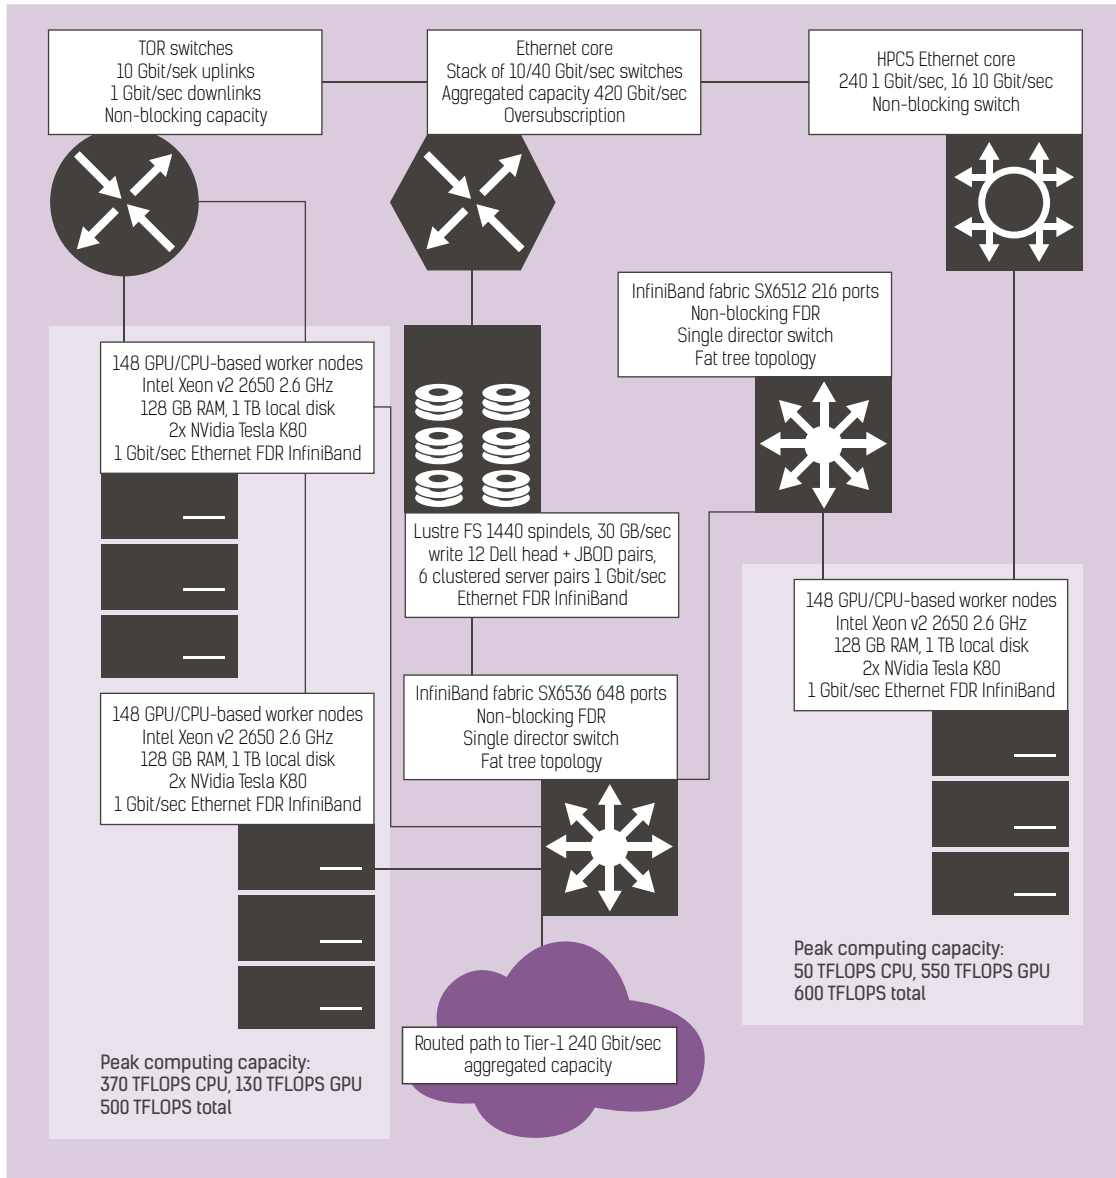 TOR switches
10 Gbit/sek uplinks
1 Gbit/sec downlinks
Non-blocking capacity
Ethernet core
Stack of 10/40 Gbit/sec switches
Aggregated capacity 420 Gbit/sec
Oversubscription
HPC5 Ethernet core
240 1 Gbit/sec, 16 10 Gbit/sec
Non-blocking switch
InfiniBand fabric SX6512 216 ports
Non-blocking FDR
Single director switch
Fat tree topology
148 GPU/CPU-based worker nodes
Intel Xeon v2 2650 2.6 GHz
128 GB RAM, 1 TB local disk
2x NVidia Tesla K80
1 Gbit/sec Ethernet FDR InfiniBand
Lustre FS 1440 spindels, 30 GB/sec
write 12 Dell head + JBOD pairs,
6 clustered server pairs 1 Gbit/sec
Ethernet FDR InfiniBand
148 GPU/CPU-based worker nodes
Intel Xeon v2 2650 2.6 GHz
128 GB RAM, 1 TB local disk
2x NVidia Tesla K80
1 Gbit/sec Ethernet FDR InfiniBand
InfiniBand fabric SX6536 648 ports
Non-blocking FDR
Single director switch
Fat tree topology
148 GPU/CPU-based worker nodes
Intel Xeon v2 2650 2.6 GHz
128 GB RAM, 1 TB local disk
2x NVidia Tesla K80
1 Gbit/sec Ethernet FDR InfiniBand
Peak computing capacity:
50 TFLOPS CPU, 550 TFLOPS GPU
600 TFLOPS total
Routed path to Tier-1 240 Gbit/sec
aggregated capacity
Peak computing capacity:
370 TFLOPS CPU, 130 TFLOPS GPU
500 TFLOPS total